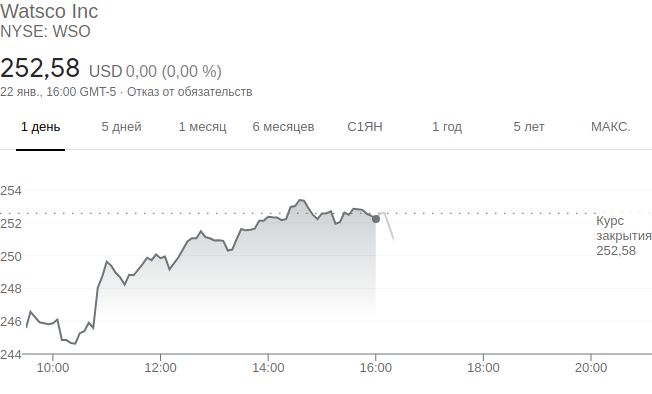 Watsco Inc
NYSE: WSO
252,58 USD 0,00 (0,00 %)
22 янв., 16:00 GMT-5 · Отказ от обязательств
1 день 5 дней 1 месяц 6 месяцев С1ЯН 1 год 5 лет МАКС.
254
252
250
248
246
244
Курс
закрытия
252,58
10:00 12:00 14:00 16:00 18:00 20:00